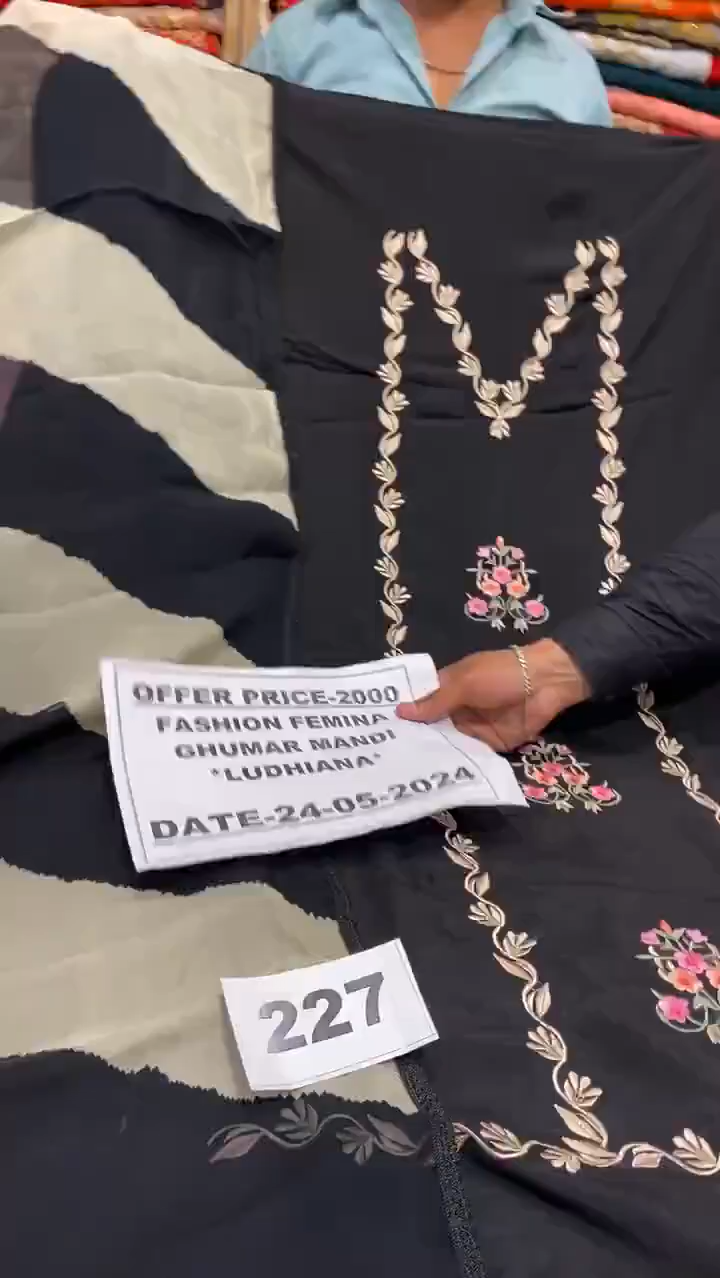 OFFER PRICE-2000
FASHION FEMINA
GHUMAR MANDI
"LUDHIANA"
DATE-24-05-2024
227